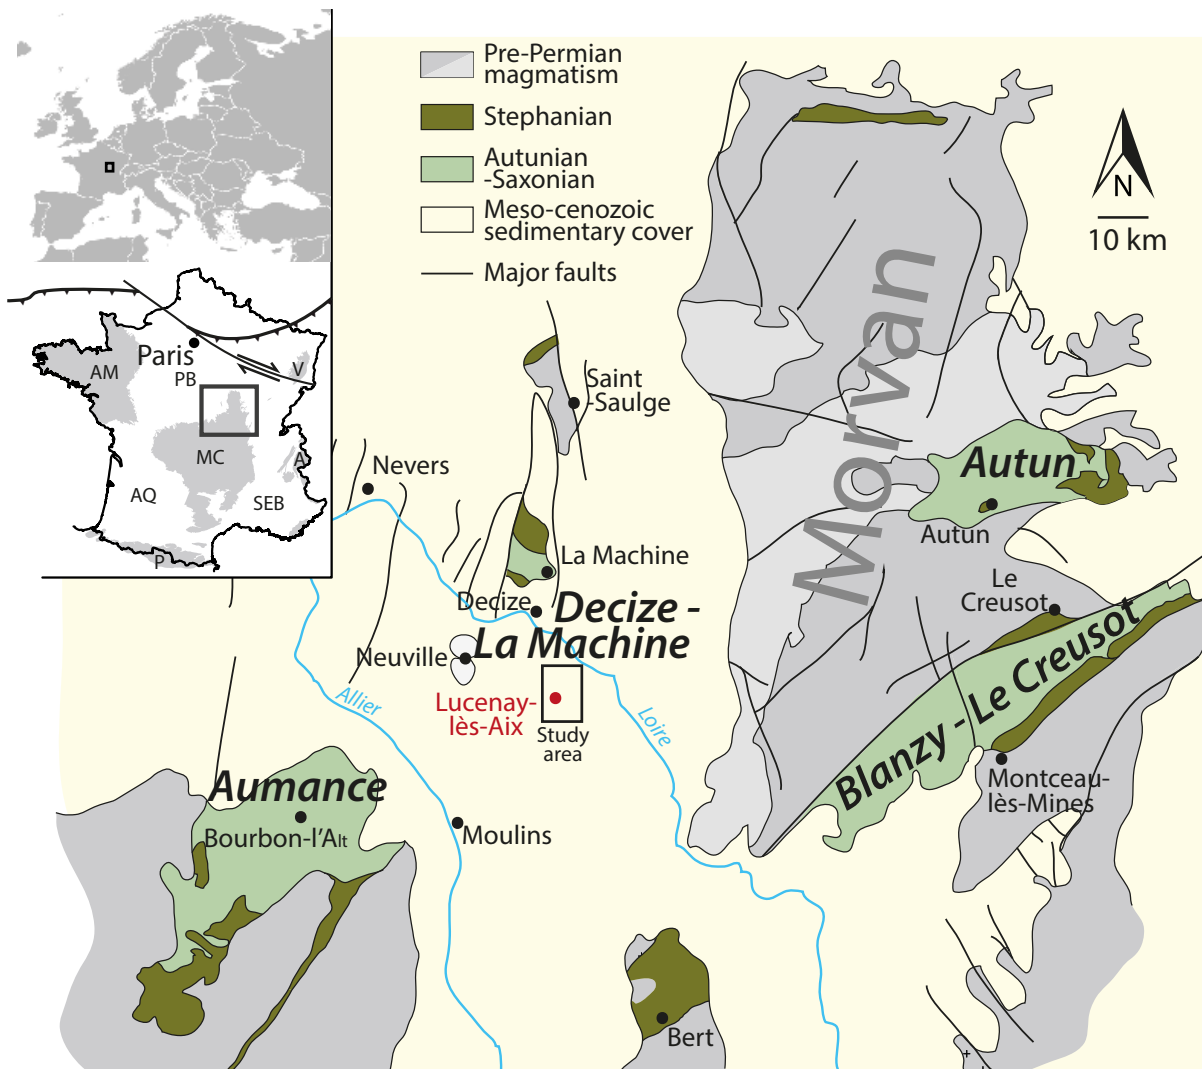 Pre-Permian
magmatism
Stephanian
Autunian
-Saxonian
Meso-cenozoic
sedimentary cover
Major faults
N
10 km
Paris
AM
PB
V
MC
A
AQ
SEB
P
Morvan
Saint
-Saulge
Nevers
Autun
Autun
La Machine
Le
Creusot
Decize
Decize -
La Machine
Neuville
Blanzy - Le Creusot
Lucenay-
lès-Aix
Study
area
Allier
Loire
Montceau-
lès-Mines
Aumance
Bourbon-l'Alt
Moulins
Bert